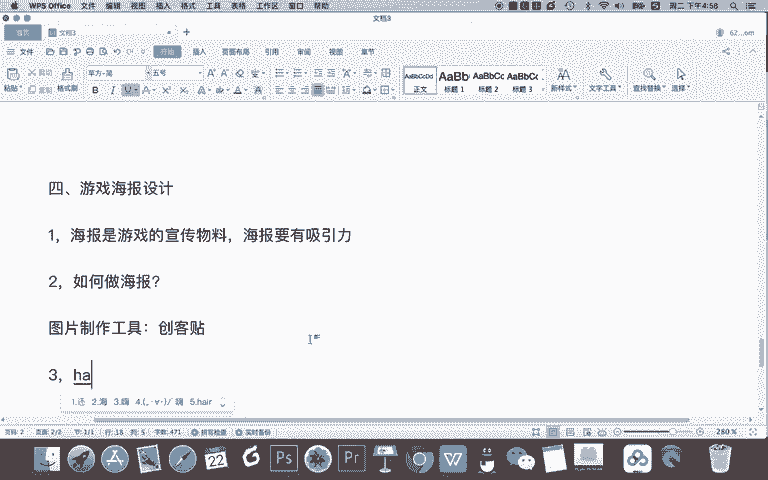 WPS Office 文件 编辑 视图 插入 格式 工具 表格 工作区 窗口 帮助
周二 下午4:58
文档3
首页 文档3
文件 开始 插入 页面布局 引用 审阅 视图 章节
粘贴 剪切 复制 格式刷
五号
B I U
AaBbCcDd 正文 AaBb 标题 1 AaBbCc 标题 2 AaBbCc 标题 3
新样式 文字工具 查找替换 选择
四、游戏海报设计
1，海报是游戏的宣传物料，海报要有吸引力
2，如何做海报？
图片制作工具：创客贴
3，ha
1.还 2.海 3.嗨 5.hair
页码: 2 页面: 2/2 节: 1/1 行: 18 列: 5 字数: 471 拼写检查 实时备份
280%
22
Ps
Pr
W